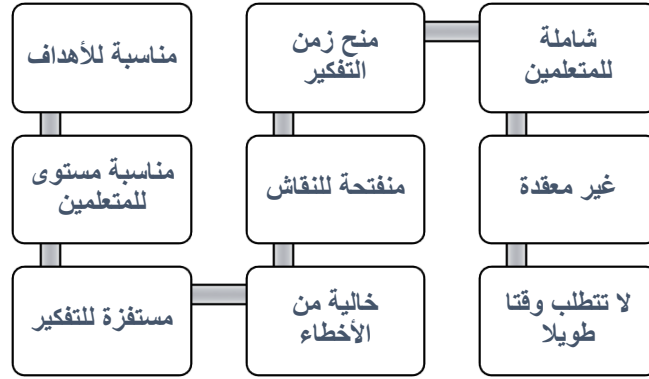 مناسبة للأهداف
مناسبة مستوى
للمتعلمين
مستفزة للتفكير
خالية من
الأخطاء
منفتحة للنقاش
منح زمن
التفكير
شاملة
للمتعلمين
غير معقدة
لا تتطلب وقتا
طويلا